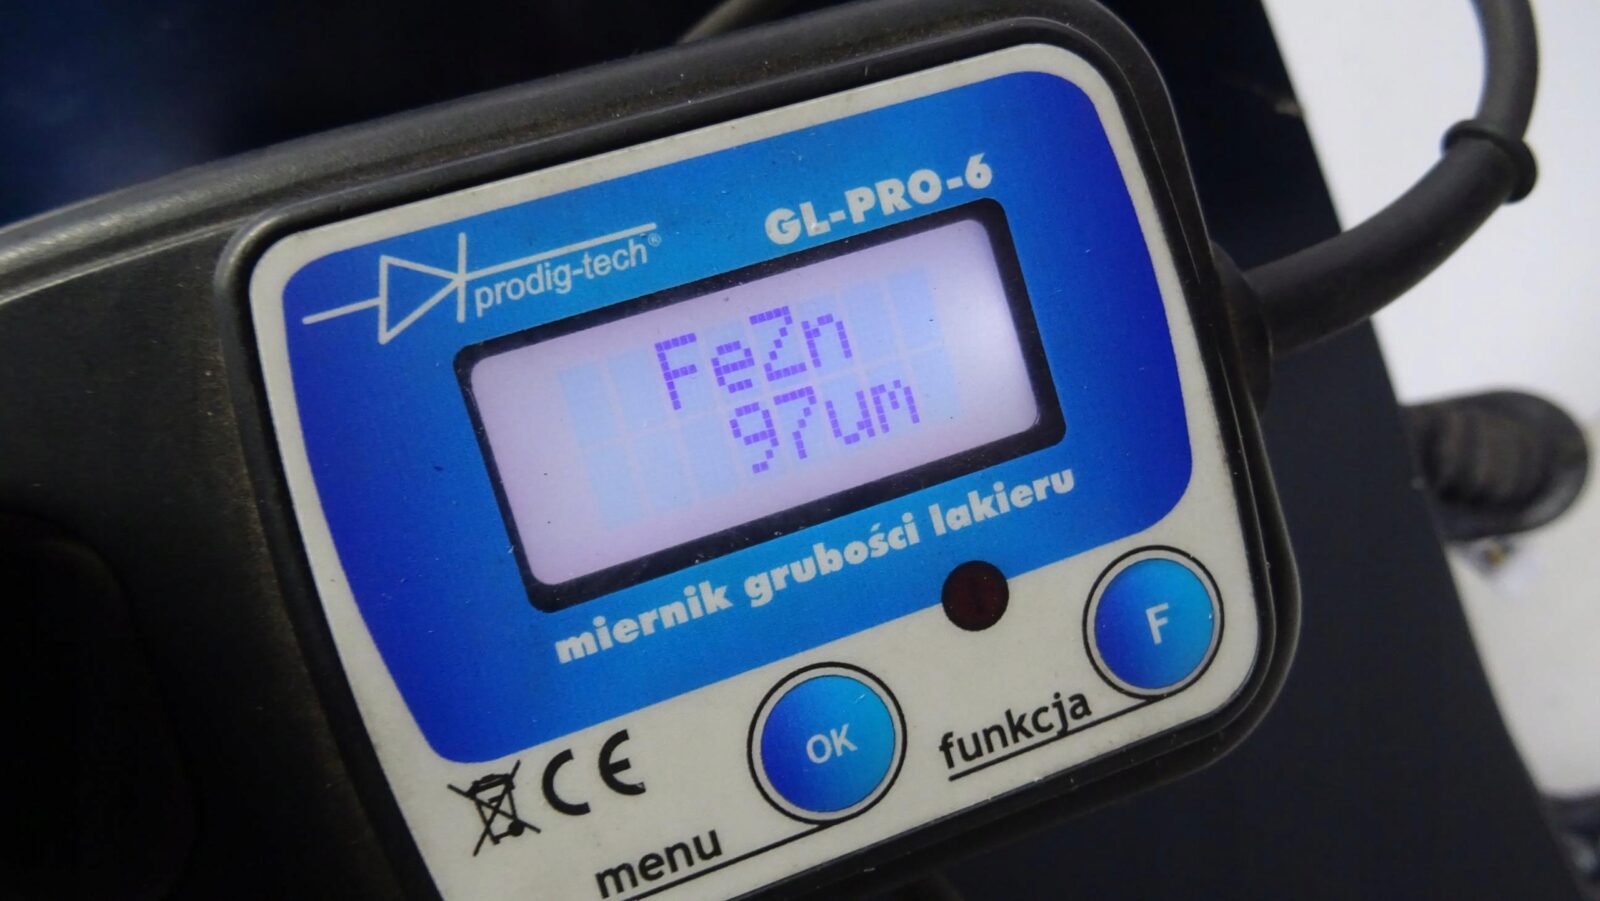 GL-PRO-6
prodig-tech®
FeZn
97um
miernik grubości lakieru
F
OK
funkcja
CE
menu